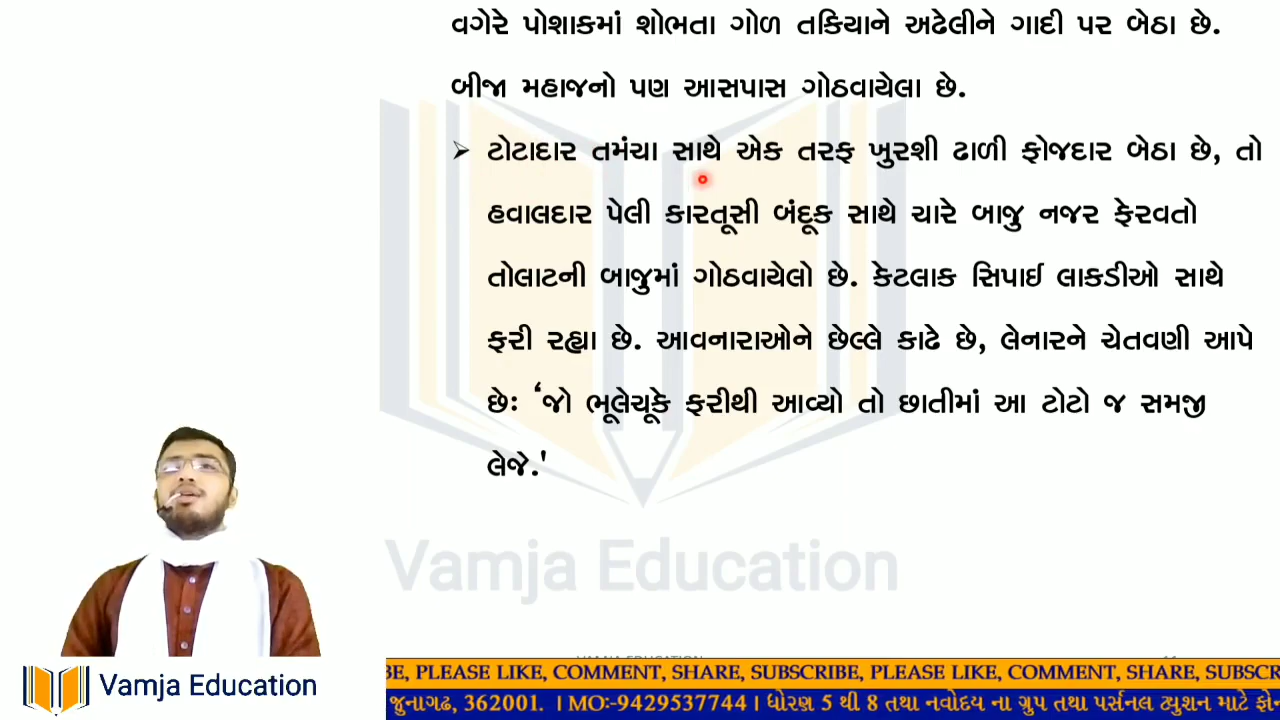 વગેરે પોશાકમાં શોભતા ગોળ તકિયાને અઢેલીને ગાદી પર બેઠા છે.
બીજા મહાજનો પણ આસપાસ ગોઠવાયેલા છે.
➢ ટોટાદાર તમંચા સાથે એક તરફ ખુરશી ઢાળી ફોજદાર બેઠા છે, તો
હવાલદાર પેલી કારતૂસી બંદૂક સાથે ચારે બાજુ નજર ફેરવતો
તોલાટની બાજુમાં ગોઠવાયેલો છે. કેટલાક સિપાઈ લાકડીઓ સાથે
ફરી રહ્યા છે. આવનારાઓને છેલ્લે કાઢે છે, લેનારને ચેતવણી આપે
છેઃ ‘જો ભૂલેચૂકે ફરીથી આવ્યો તો છાતીમાં આ ટોટો જ સમજી
લેજે.'
Vamja Education
Vamja Education
BE, PLEASE LIKE, COMMENT, SHARE, SUBSCRIBE, PLEASE LIKE, COMMENT, SHARE, SUBSCR
જુનાગઢ, 362001. | MO:-9429537744 | ધોરણ 5 થી 8 તથા નવોદય ના ગ્રુપ તથા પર્સનલ ટ્યુશન માટે